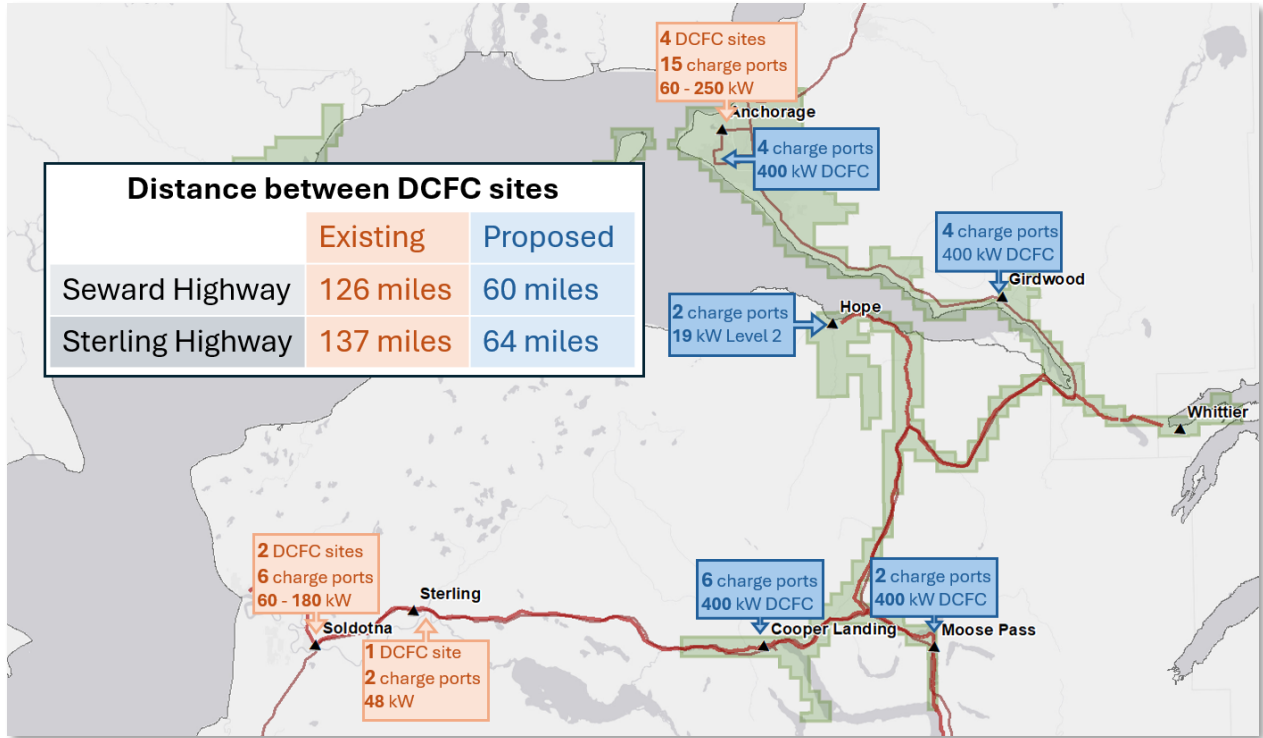 4 DCFC sites
15 charge ports
60 - 250 kW
Anchorage
4 charge ports
400 kW DCFC
Distance between DCFC sites
Existing Proposed
Seward Highway 126 miles 60 miles
Sterling Highway 137 miles 64 miles
4 charge ports
400 kW DCFC
Girdwood
Hope
2 charge ports
19 kW Level 2
Whittier
2 DCFC sites
6 charge ports
60 - 180 kW
Soldotna
Sterling
1 DCFC site
2 charge ports
48 kW
6 charge ports
400 kW DCFC
Cooper Landing
2 charge ports
400 kW DCFC
Moose Pass